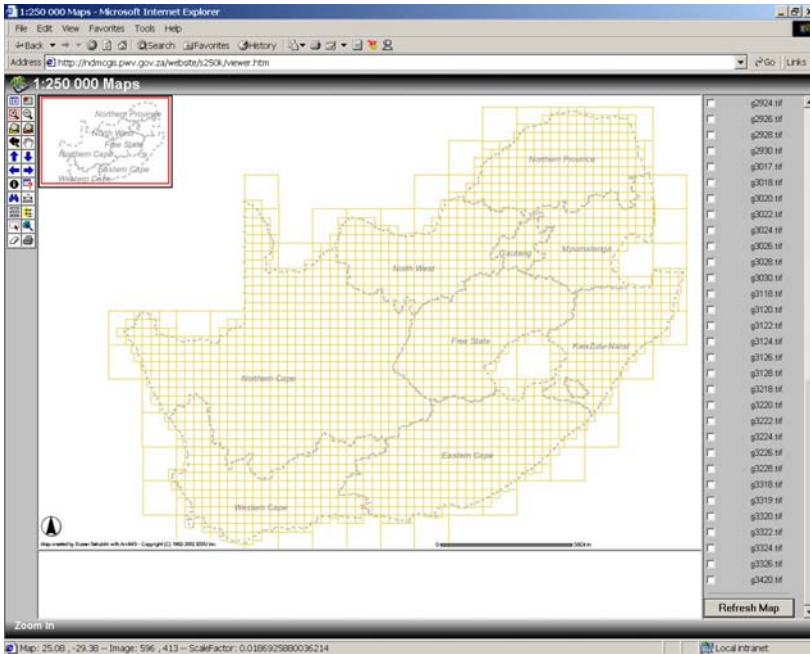 1:250 000 Maps - Microsoft Internet Explorer
File Edit View Favorites Tools Help
Back Search Favorites History
Address http://ndmcgis.pwv.gov.za/website/s250k/viewer.htm Go Links
1:250 000 Maps
Northern Province
North West
Free State
Northern Cape
Eastern Cape
Western Cape
Northern Province
Mpumalanga
Gauteng
North West
Free State
KwaZulu-Natal
Northern Cape
Eastern Cape
Western Cape
g2924.tif
g2926.tif
g2928.tif
g2930.tif
g3017.tif
g3018.tif
g3020.tif
g3022.tif
g3024.tif
g3026.tif
g3028.tif
g3030.tif
g3118.tif
g3120.tif
g3122.tif
g3124.tif
g3126.tif
g3128.tif
g3218.tif
g3220.tif
g3222.tif
g3224.tif
g3226.tif
g3228.tif
g3318.tif
g3319.tif
g3320.tif
g3322.tif
g3324.tif
g3326.tif
g3420.tif
Refresh Map
Zoom In
Map: 25.08 , -29.38 -- Image: 596 , 413 -- ScaleFactor: 0.0186925880036214
Local intranet